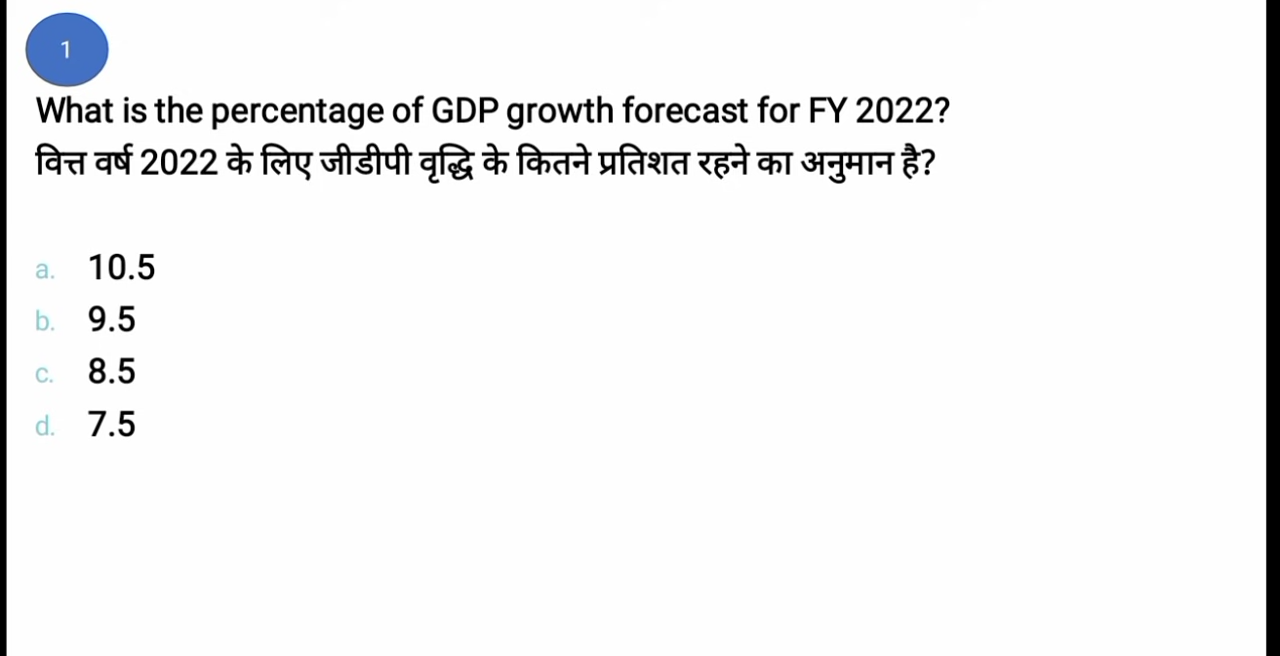 1
What is the percentage of GDP growth forecast for FY 2022?
वित्त वर्ष 2022 के लिए जीडीपी वृद्धि के कितने प्रतिशत रहने का अनुमान है?
a. 10.5
b. 9.5
c. 8.5
d. 7.5